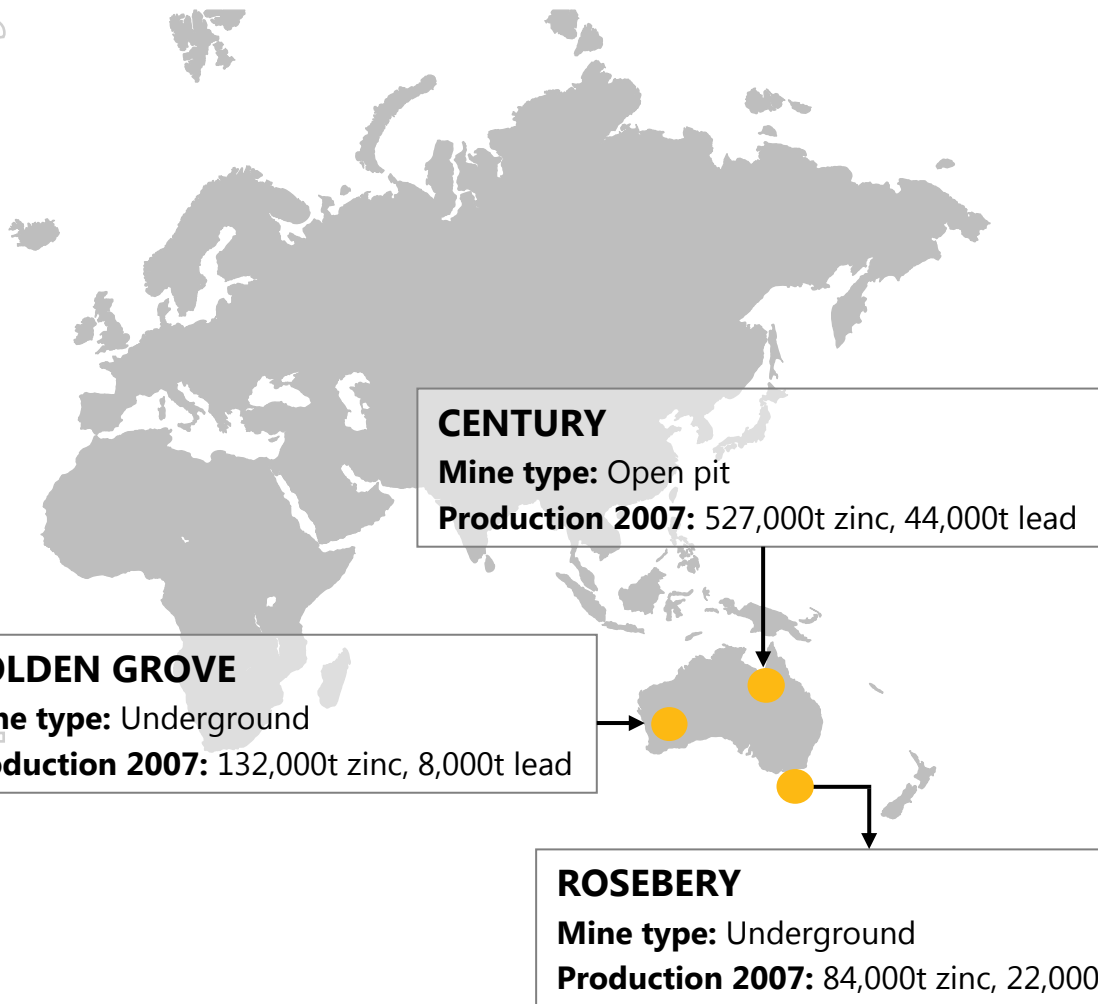 CENTURY
Mine type: Open pit
Production 2007: 527,000t zinc, 44,000t lead
OLDEN GROVE
ne type: Underground
oduction 2007: 132,000t zinc, 8,000t lead
ROSEBERY
Mine type: Underground
Production 2007: 84,000t zinc, 22,000